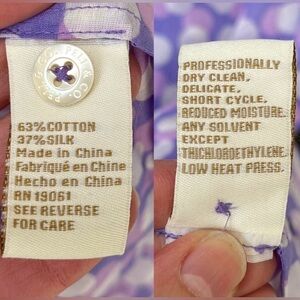 63% COTTON
37% SILK
Made in China
Fabriqué en Chine
Hecho en China
RN 19061
SEE REVERSE
FOR CARE
PROFESSIONALLY
DRY CLEAN,
DELICATE,
SHORT CYCLE,
REDUCED MOISTURE.
ANY SOLVENT
EXCEPT
TRICHLOROETHYLENE.
LOW HEAT PRESS.